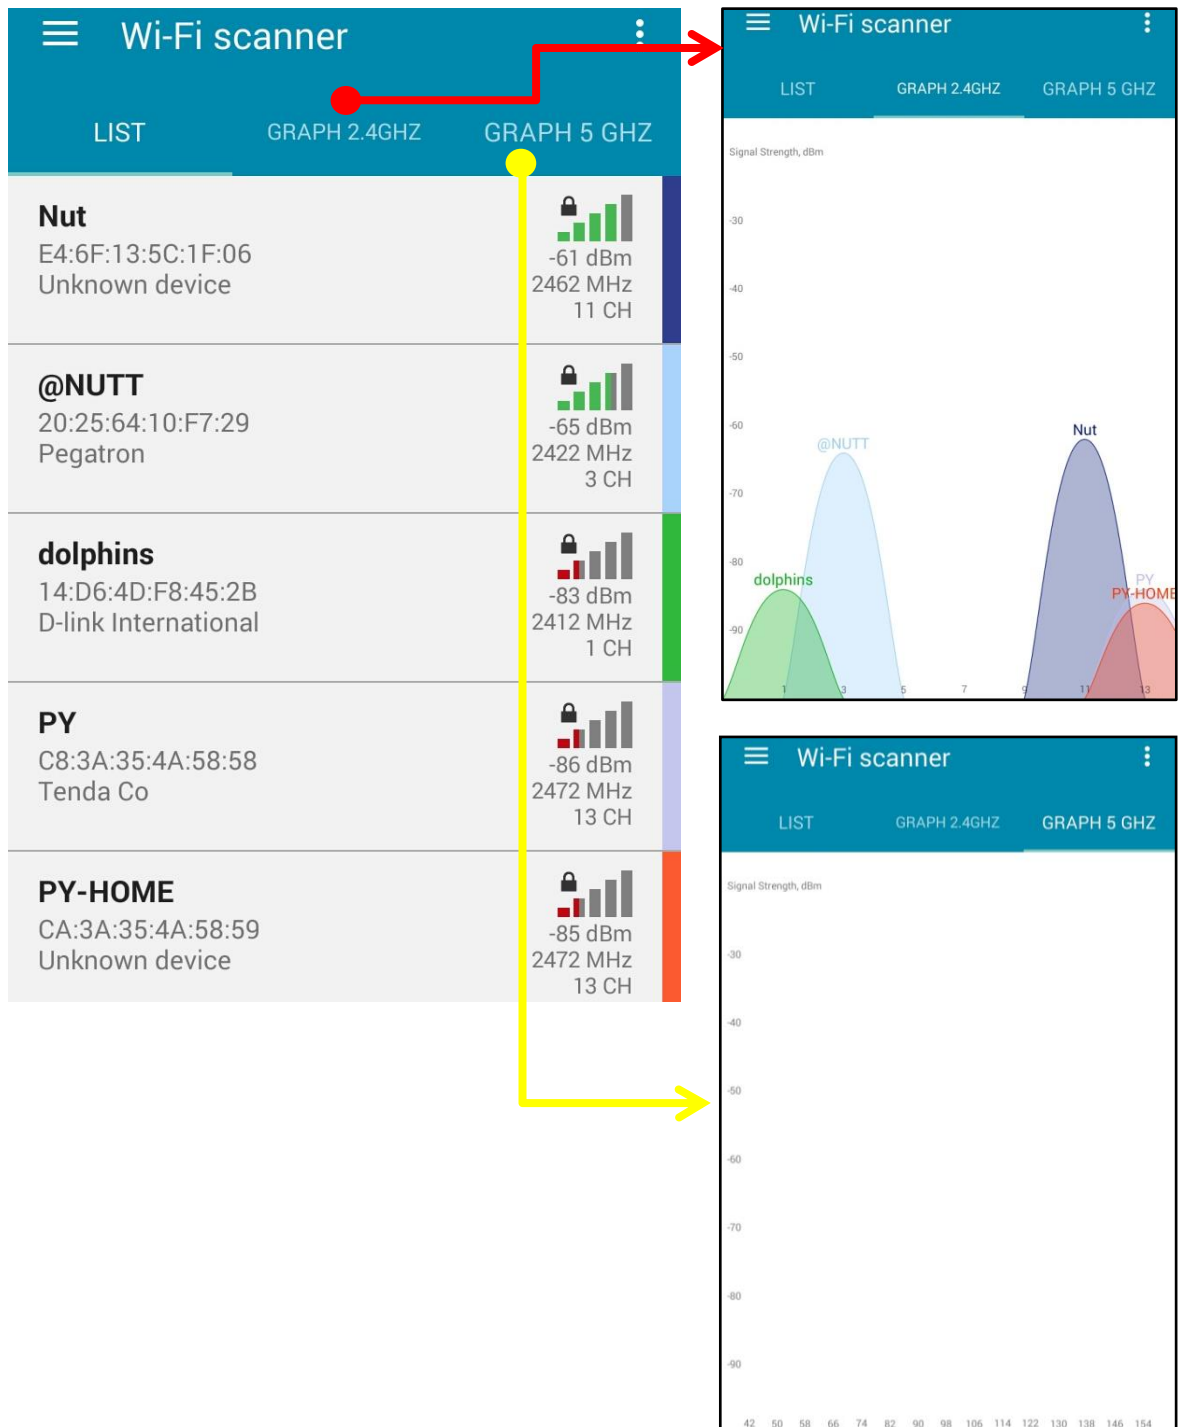 Wi-Fi scanner
LIST GRAPH 2.4GHZ GRAPH 5 GHZ
Nut
E4:6F:13:5C:1F:06
Unknown device
-61 dBm
2462 MHz
11 CH
@NUTT
20:25:64:10:F7:29
Pegatron
-65 dBm
2422 MHz
3 CH
dolphins
14:D6:4D:F8:45:2B
D-link International
-83 dBm
2412 MHz
1 CH
PY
C8:3A:35:4A:58:58
Tenda Co
-86 dBm
2472 MHz
13 CH
PY-HOME
CA:3A:35:4A:58:59
Unknown device
-85 dBm
2472 MHz
13 CH
Wi-Fi scanner
LIST GRAPH 2.4GHZ GRAPH 5 GHZ
Signal Strength, dBm
-30
-40
-50
-60
Nut
@NUTT
-70
-80
dolphins
PY
PY-HOME
-90
1 3 5 7 9 11 13
Wi-Fi scanner
LIST GRAPH 2.4GHZ GRAPH 5 GHZ
Signal Strength, dBm
-30
-40
-50
-60
-70
-80
-90
42 50 58 66 74 82 90 98 106 114 122 130 138 146 154